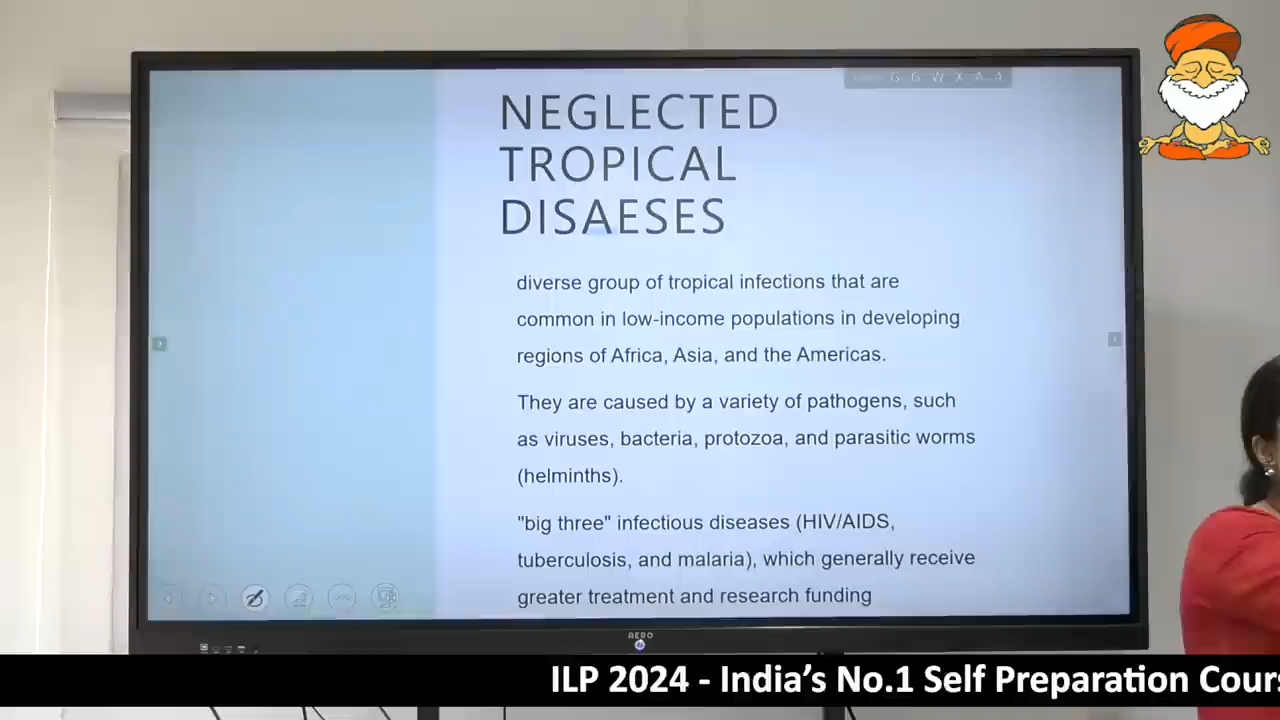 NEGLECTED
TROPICAL
DISAESES
diverse group of tropical infections that are
common in low-income populations in developing
regions of Africa, Asia, and the Americas.
They are caused by a variety of pathogens, such
as viruses, bacteria, protozoa, and parasitic worms
(helminths).
"big three" infectious diseases (HIV/AIDS,
tuberculosis, and malaria), which generally receive
greater treatment and research funding
AERO
ILP 2024 - India’s No.1 Self Preparation Cours